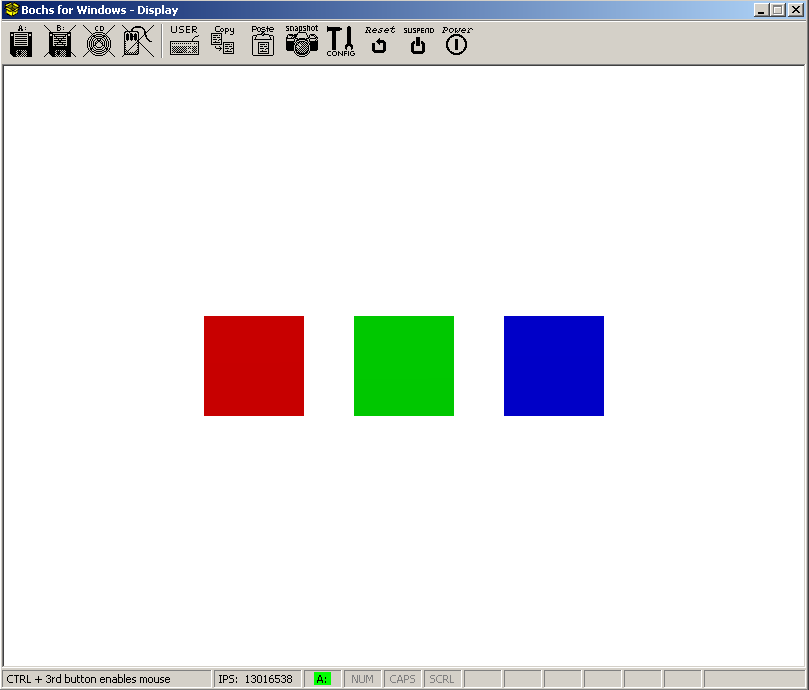 Bochs for Windows - Display
A: B: CD USER Copy Paste snapshot CONFIG Reset SUSPEND Power
CTRL + 3rd button enables mouse IPS: 13016538 A: NUM CAPS SCRL